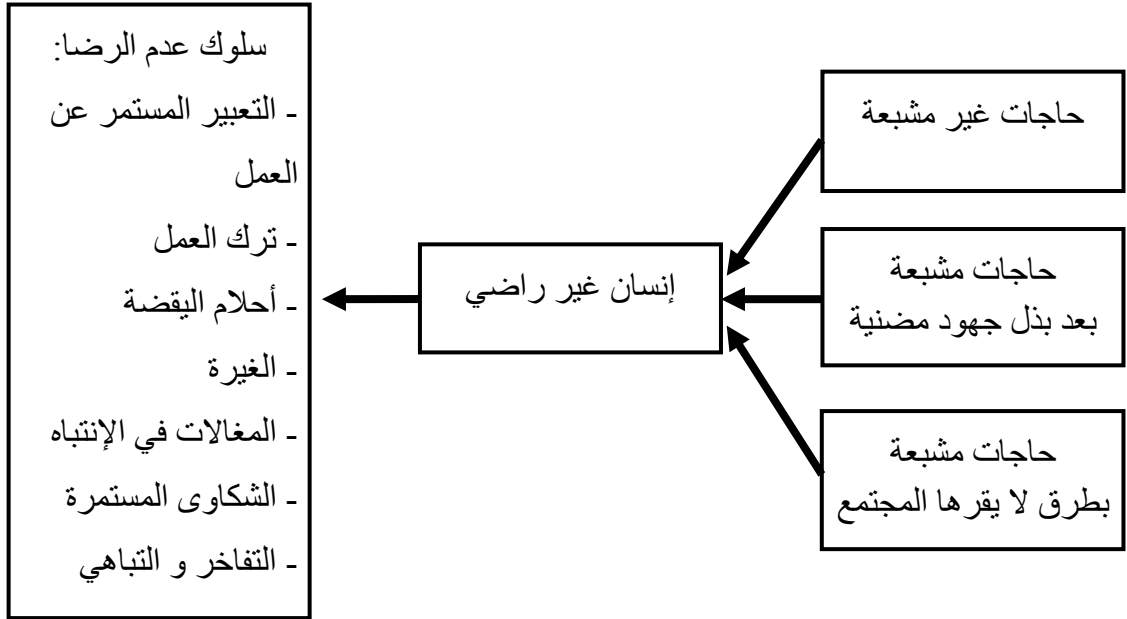 حاجات غير مشبعة
حاجات مشبعة
بعد بذل جهود مضنية
حاجات مشبعة
بطرق لا يقرها المجتمع
إنسان غير راضي
سلوك عدم الرضا:
- التعبير المستمر عن
العمل
- ترك العمل
- أحلام اليقضة
- الغيرة
- المغالات في الإنتباه
- الشكاوى المستمرة
- التفاخر و التباهي